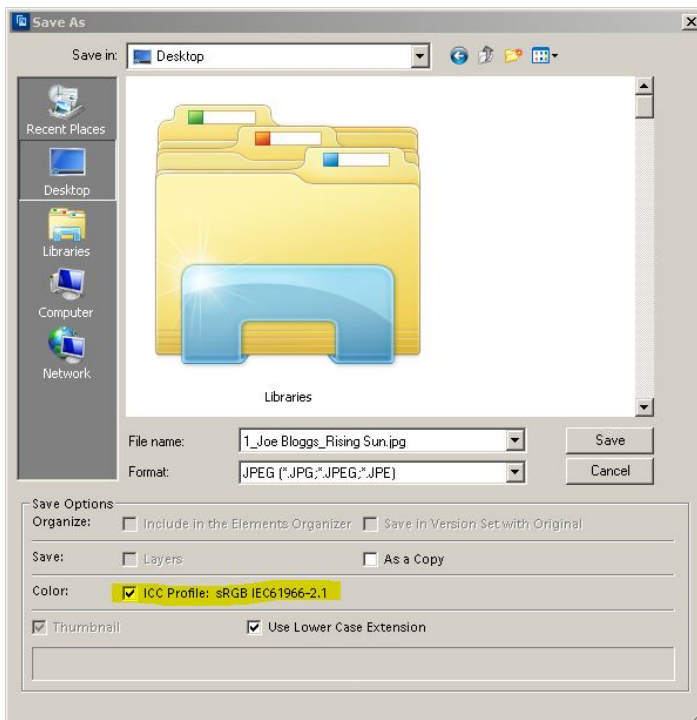 Save As
Save in: Desktop
Recent Places
Desktop
Libraries
Computer
Network
Libraries
File name: 1_Joe Bloggs_Rising Sun.jpg Save
Format: JPEG (*.JPG;*.JPEG;*.JPE) Cancel
Save Options
Organize: Include in the Elements Organizer Save in Version Set with Original
Save: Layers As a Copy
Color: ICC Profile: sRGB IEC61966-2.1
Thumbnail Use Lower Case Extension